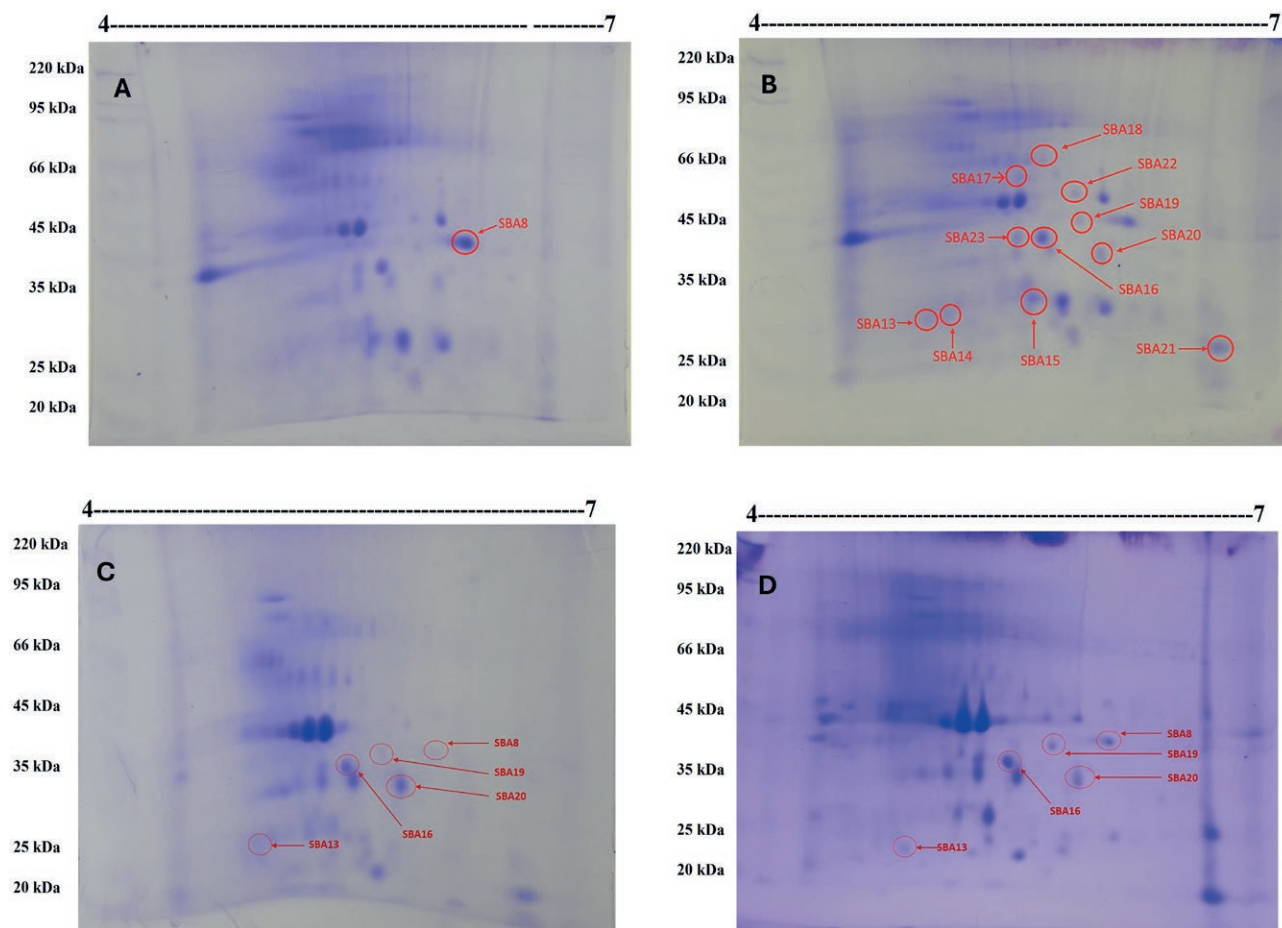 4----------------------------------------------------------- ----------7
220 kDa
95 kDa
66 kDa
45 kDa
35 kDa
25 kDa
20 kDa
A
SBA8
4----------------------------------------------------------------------7
220 kDa
95 kDa
66 kDa
45 kDa
35 kDa
25 kDa
20 kDa
B
SBA18
SBA17
SBA22
SBA19
SBA23
SBA20
SBA16
SBA13
SBA14
SBA15
SBA21
4--------------------------------------------------------------------7
220 kDa
95 kDa
66 kDa
45 kDa
35 kDa
25 kDa
20 kDa
C
SBA8
SBA19
SBA20
SBA16
SBA13
4--------------------------------------------------------------------7
220 kDa
95 kDa
66 kDa
45 kDa
35 kDa
25 kDa
20 kDa
D
SBA8
SBA19
SBA20
SBA16
SBA13